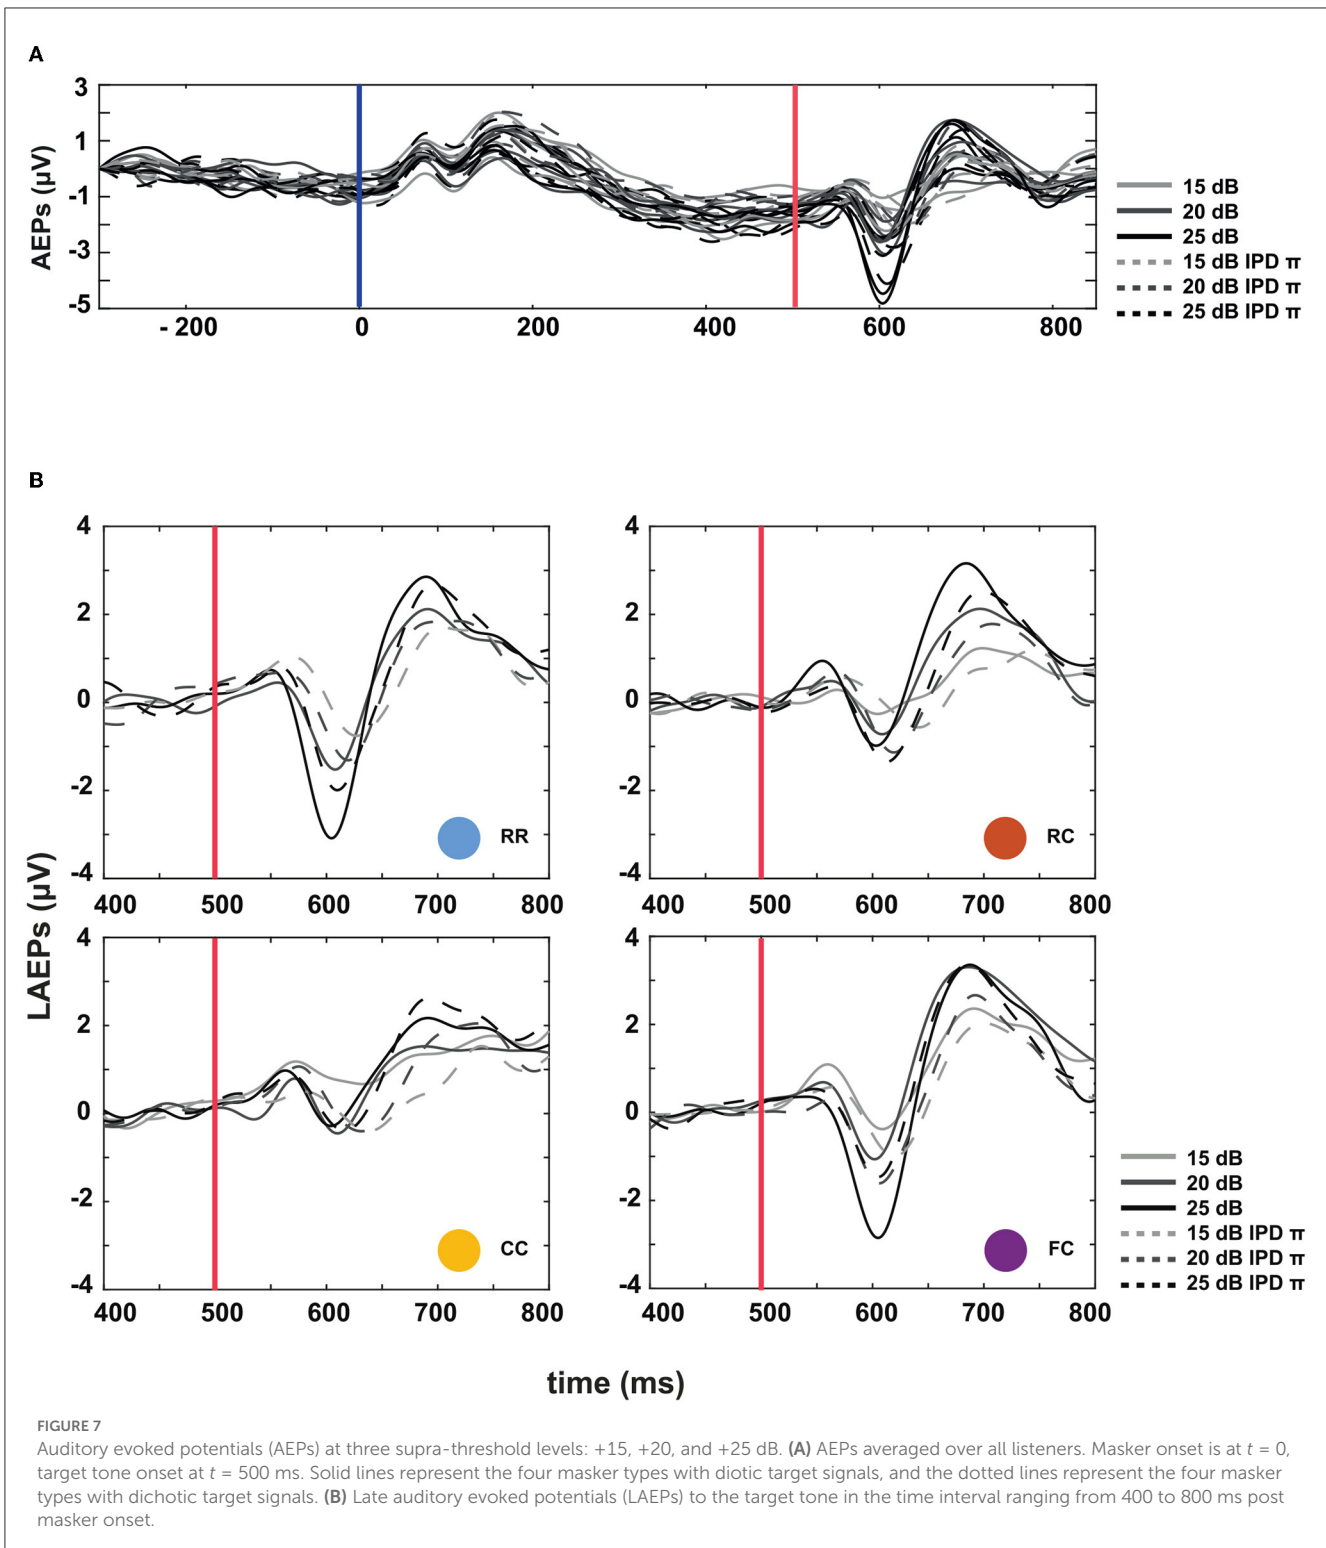 A
3
1
-1
-3
-5
AEPs (μV)
- 200
0
200
400
600
800
15 dB
20 dB
25 dB
15 dB IPD π
20 dB IPD π
25 dB IPD π
B
4
2
0
-2
-4
400
500
600
700
800
RR
4
2
0
-2
-4
400
500
600
700
800
RC
LAEPs (μV)
4
2
0
-2
-4
400
500
600
700
800
CC
4
2
0
-2
-4
400
500
600
700
800
FC
15 dB
20 dB
25 dB
15 dB IPD π
20 dB IPD π
25 dB IPD π
time (ms)
FIGURE 7
Auditory evoked potentials (AEPs) at three supra-threshold levels: +15, +20, and +25 dB. (A) AEPs averaged over all listeners. Masker onset is at t = 0,
target tone onset at t = 500 ms. Solid lines represent the four masker types with diotic target signals, and the dotted lines represent the four masker
types with dichotic target signals. (B) Late auditory evoked potentials (LAEPs) to the target tone in the time interval ranging from 400 to 800 ms post
masker onset.